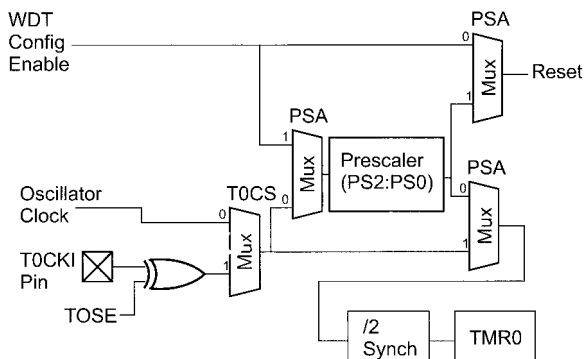 WDT
Config
Enable
PSA
0
Mux
1
Reset
PSA
1
Mux
0
Prescaler
(PS2:PS0)
PSA
0
Mux
1
Oscillator
Clock
T0CS
0
Mux
1
T0CKI
Pin
TOSE
/2
Synch
TMR0